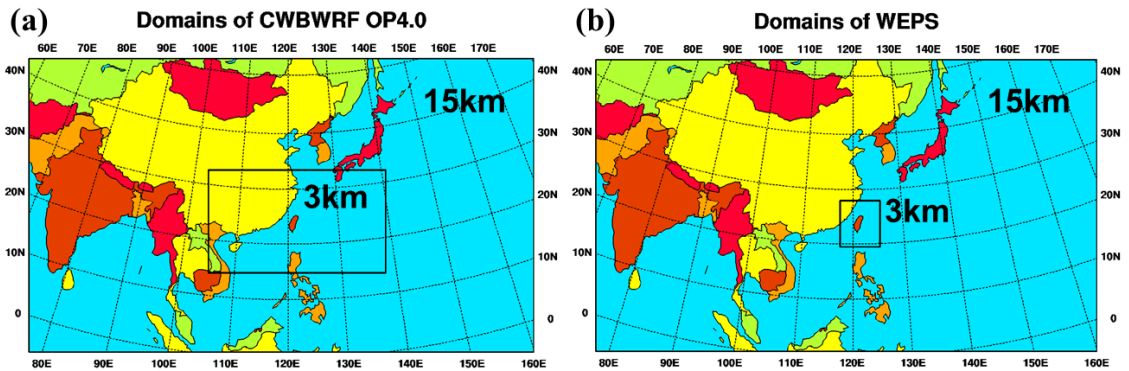 (a)
Domains of CWBWRF OP4.0
60E 70E 80E 90E 100E 110E 120E 130E 140E 150E 160E 170E
40N 40N
15km
30N 30N
3km
20N 20N
10N 10N
0 0
80E 90E 100E 110E 120E 130E 140E 150E 160E
(b)
Domains of WEPS
60E 70E 80E 90E 100E 110E 120E 130E 140E 150E 160E 170E
40N 40N
15km
30N 30N
20N 20N
3km
10N 10N
0 0
80E 90E 100E 110E 120E 130E 140E 150E 160E